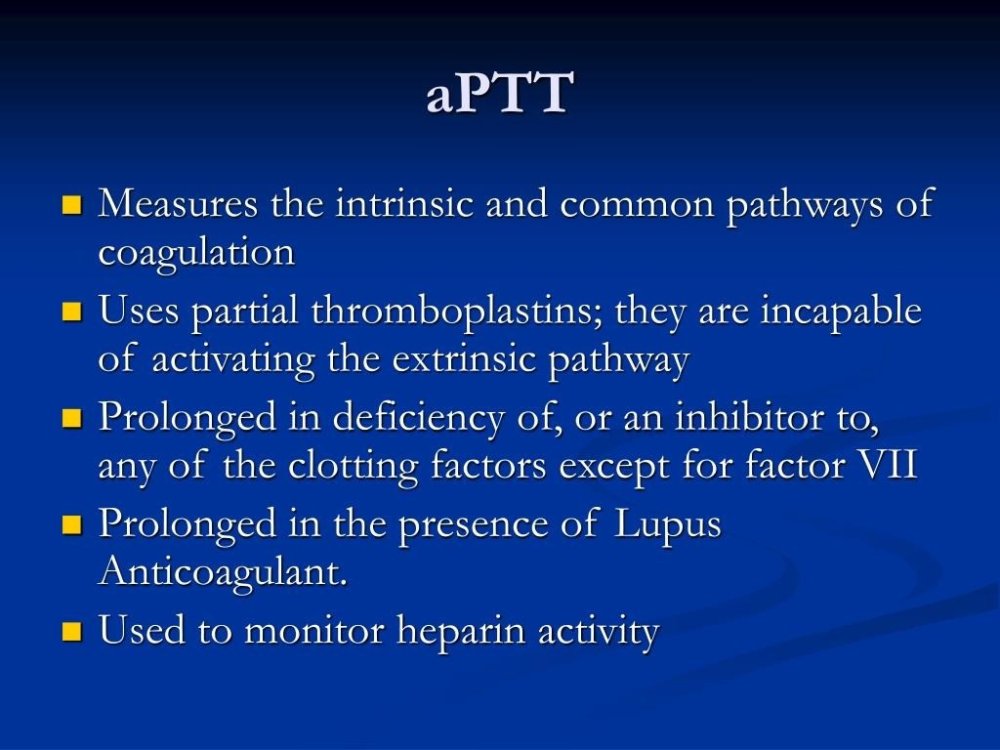 aPTT
Measures the intrinsic and common pathways of
coagulation
Uses partial thromboplastins; they are incapable
of activating the extrinsic pathway
Prolonged in deficiency of, or an inhibitor to,
any of the clotting factors except for factor VII
Prolonged in the presence of Lupus
Anticoagulant.
Used to monitor heparin activity